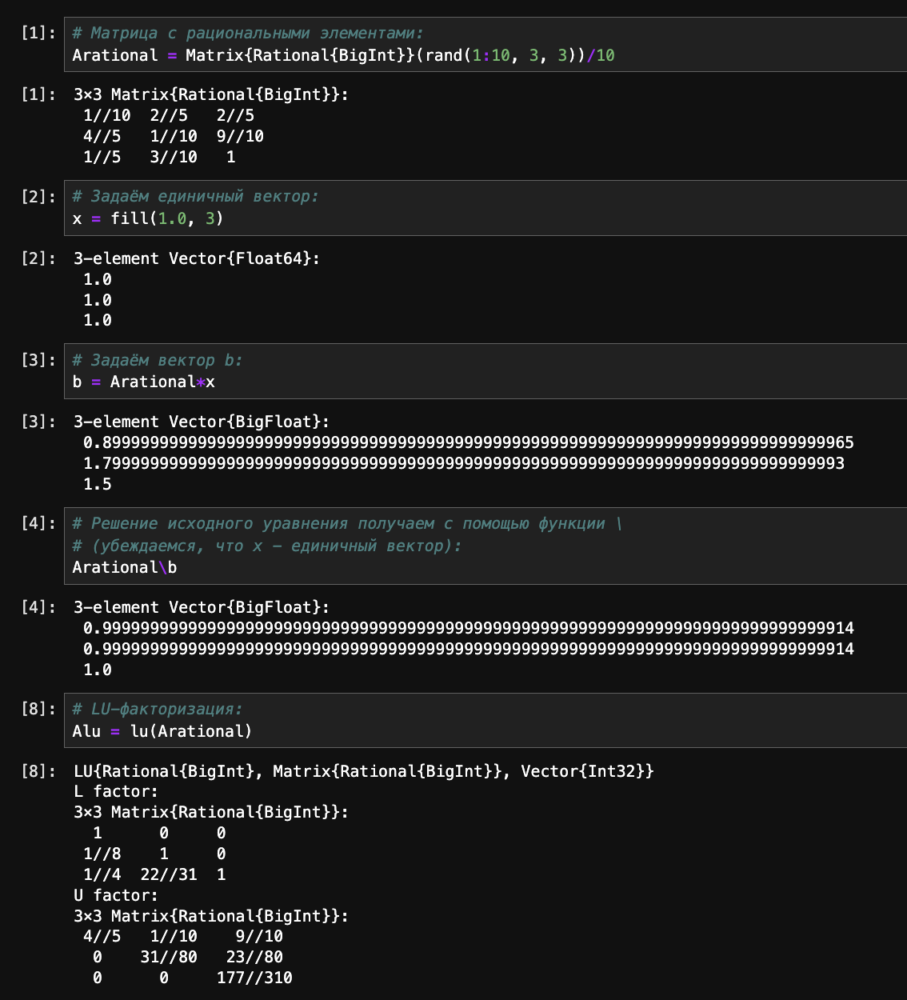 [1]: # Матрица с рациональными элементами:
Arational = Matrix{Rational{BigInt}}(rand(1:10, 3, 3))/10
[1]: 3×3 Matrix{Rational{BigInt}}:
1//10 2//5 2//5
4//5 1//10 9//10
1//5 3//10 1
[2]: # Задаём единичный вектор:
x = fill(1.0, 3)
[2]: 3-element Vector{Float64}:
1.0
1.0
1.0
[3]: # Задаём вектор b:
b = Arational*x
[3]: 3-element Vector{BigFloat}:
0.8999999999999999999999999999999999999999999999999999999999999999999999999999965
1.799999999999999999999999999999999999999999999999999999999999999999999999999993
1.5
[4]: # Решение исходного уравнения получаем с помощью функции \
# (убеждаемся, что x – единичный вектор):
Arational\b
[4]: 3-element Vector{BigFloat}:
0.9999999999999999999999999999999999999999999999999999999999999999999999999999914
0.9999999999999999999999999999999999999999999999999999999999999999999999999999914
1.0
[8]: # LU-факторизация:
Alu = lu(Arational)
[8]: LU{Rational{BigInt}, Matrix{Rational{BigInt}}, Vector{Int32}}
L factor:
3×3 Matrix{Rational{BigInt}}:
1 0 0
1//8 1 0
1//4 22//31 1
U factor:
3×3 Matrix{Rational{BigInt}}:
4//5 1//10 9//10
0 31//80 23//80
0 0 177//310